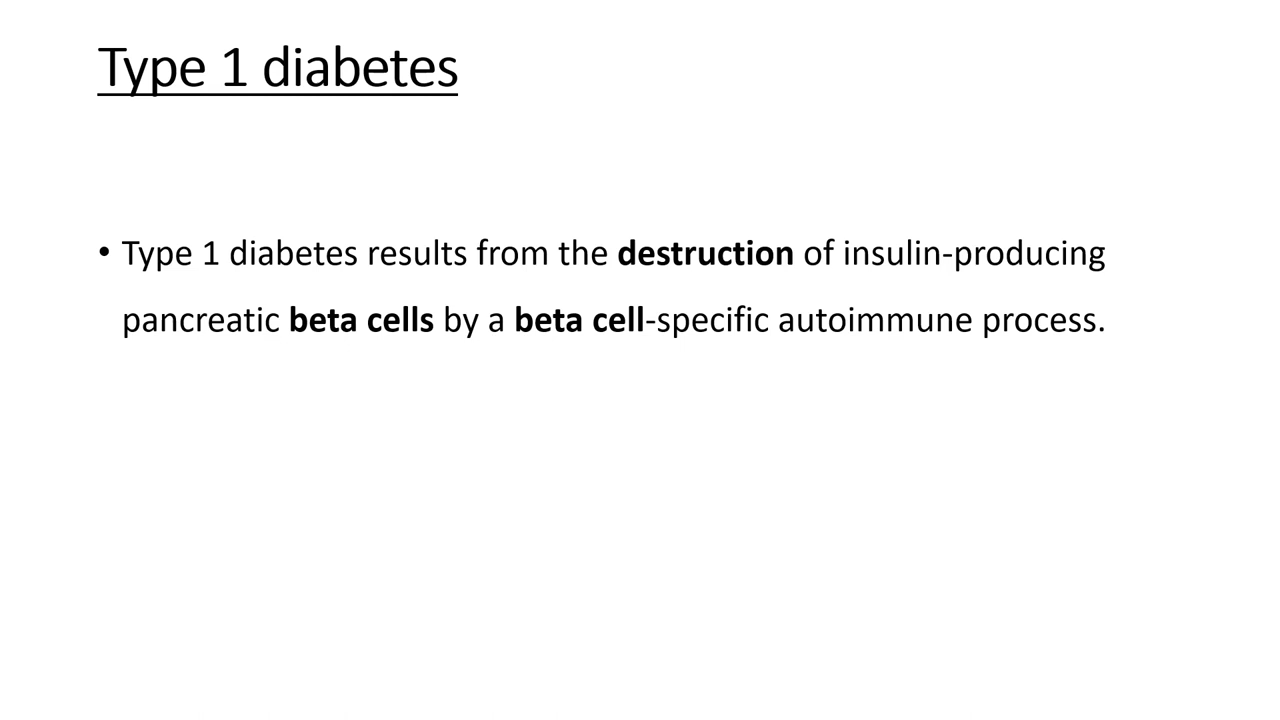 Type 1 diabetes
• Type 1 diabetes results from the destruction of insulin-producing
pancreatic beta cells by a beta cell-specific autoimmune process.